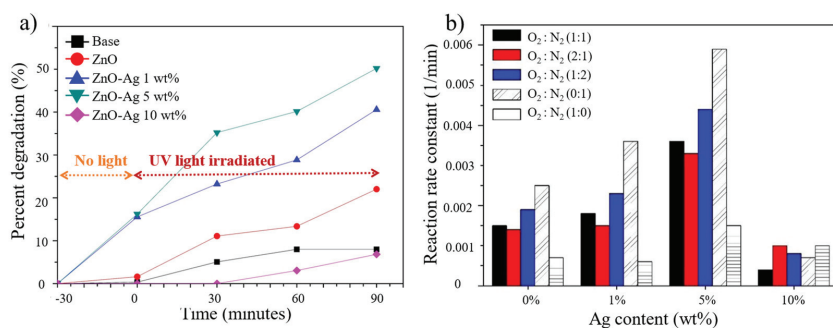 a)
Base
ZnO
ZnO-Ag 1 wt%
ZnO-Ag 5 wt%
ZnO-Ag 10 wt%
No light
UV light irradiated
Percent degradation (%)
60
50
40
30
20
10
0
-30
0
30
60
90
Time (minutes)
b)
O₂ : N₂ (1:1)
O₂ : N₂ (2:1)
O₂ : N₂ (1:2)
O₂ : N₂ (0:1)
O₂ : N₂ (1:0)
Reaction rate constant (1/min)
0.006
0.005
0.004
0.003
0.002
0.001
0.000
0%
1%
5%
10%
Ag content (wt%)